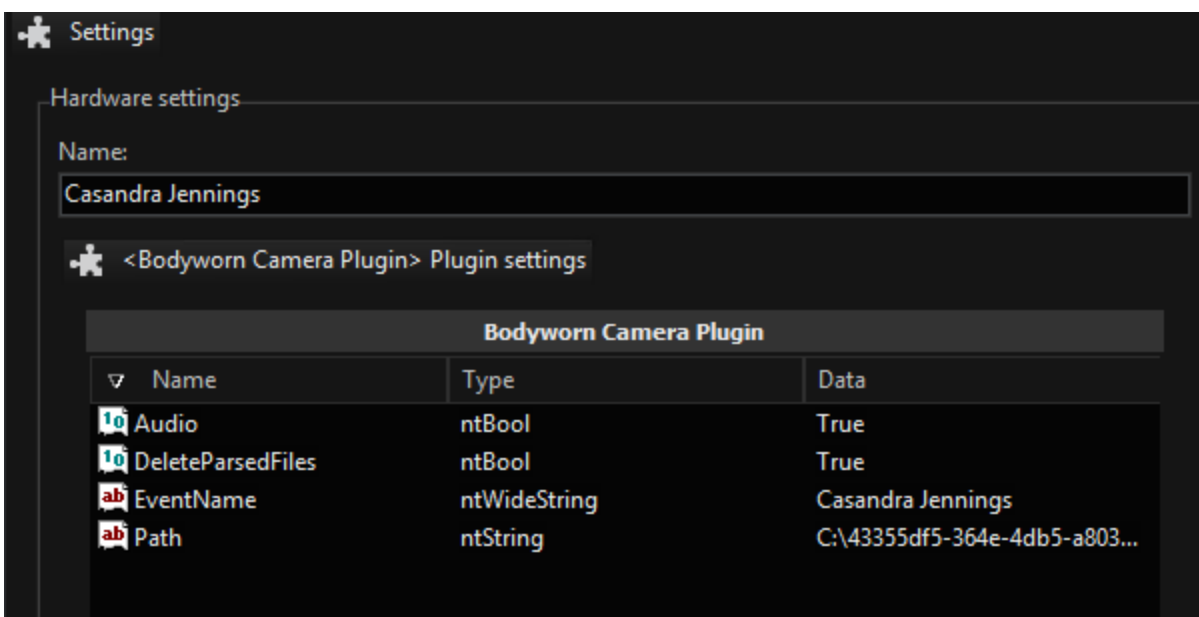 Settings
Hardware settings
Name:
Casandra Jennings
<Bodyworn Camera Plugin> Plugin settings
Bodyworn Camera Plugin
Name Type Data
Audio ntBool True
DeleteParsedFiles ntBool True
EventName ntWideString Casandra Jennings
Path ntString C:\43355df5-364e-4db5-a803...